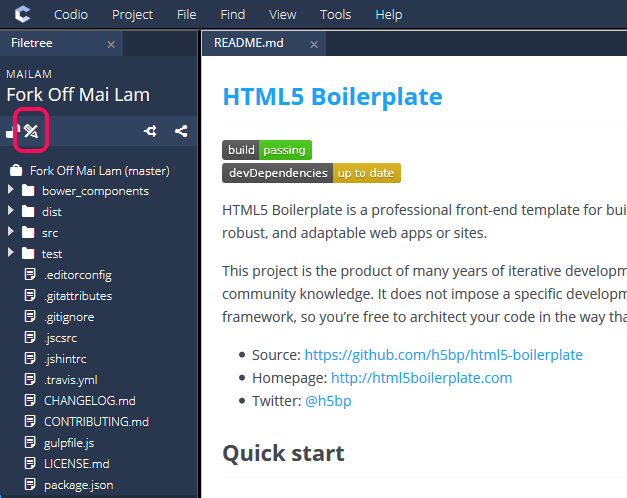 Codio Project File Find View Tools Help
Filetree × README.md ×
MAILAM
Fork Off Mai Lam
Fork Off Mai Lam (master)
bower_components
dist
src
test
.editorconfig
.gitattributes
.gitignore
.jscsrc
.jshintrc
.travis.yml
CHANGELOG.md
CONTRIBUTING.md
gulpfile.js
LICENSE.md
package.json
HTML5 Boilerplate
build passing
devDependencies up to date
HTML5 Boilerplate is a professional front-end template for bui
robust, and adaptable web apps or sites.
This project is the product of many years of iterative developm
community knowledge. It does not impose a specific developm
framework, so you’re free to architect your code in the way tha
• Source: https://github.com/h5bp/html5-boilerplate
• Homepage: http://html5boilerplate.com
• Twitter: @h5bp
Quick start